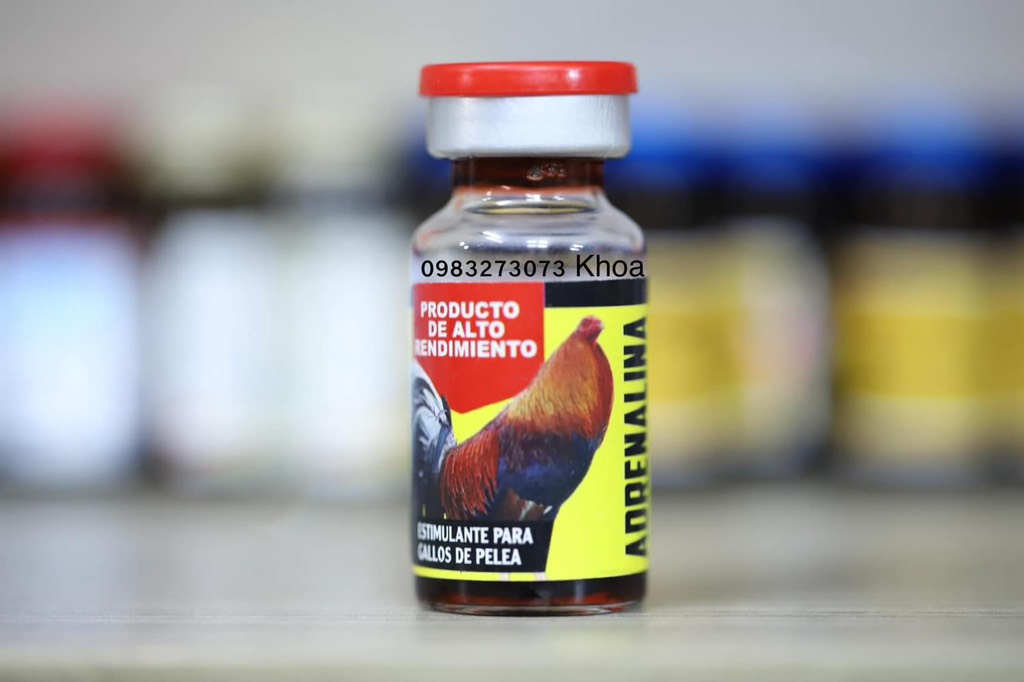 0983273073 Khoa
PRODUCTO
DE ALTO
RENDIMIENTO
ADRENALINA
ESTIMULANTE PARA
GALLOS DE PELEA